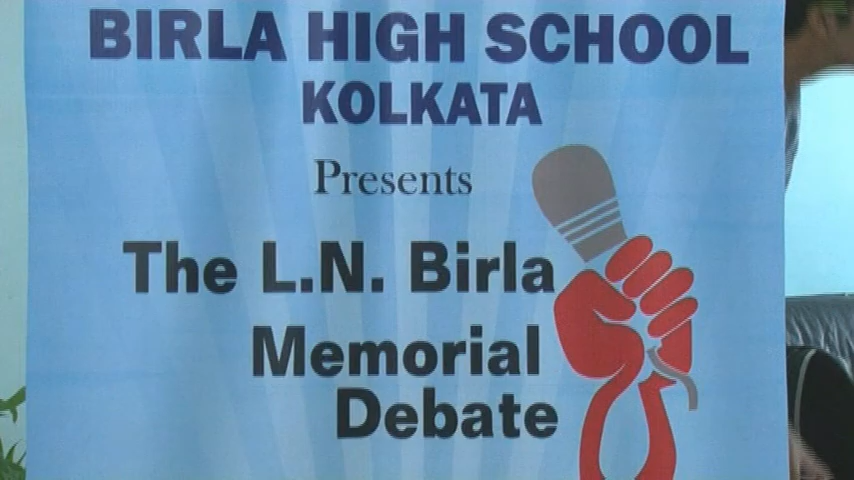 BIRLA HIGH SCHOOL
KOLKATA
Presents
The L.N. Birla
Memorial
Debate